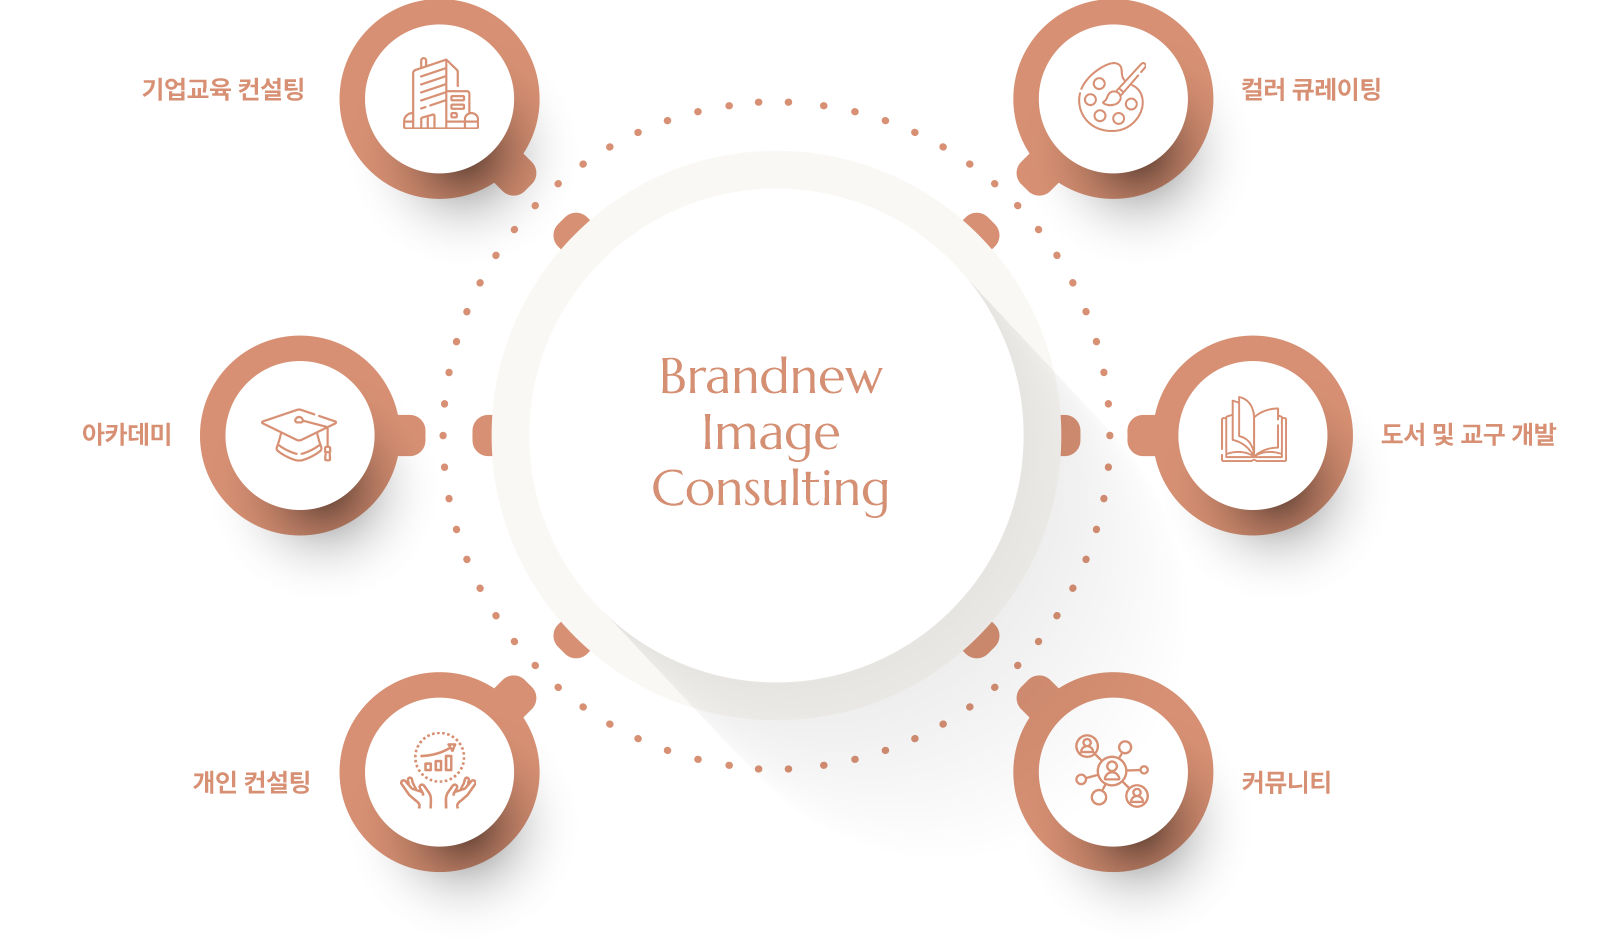 기업교육 컨설팅
컬러 큐레이팅
Brandnew
Image
Consulting
아카데미
도서 및 교구 개발
개인 컨설팅
커뮤니티